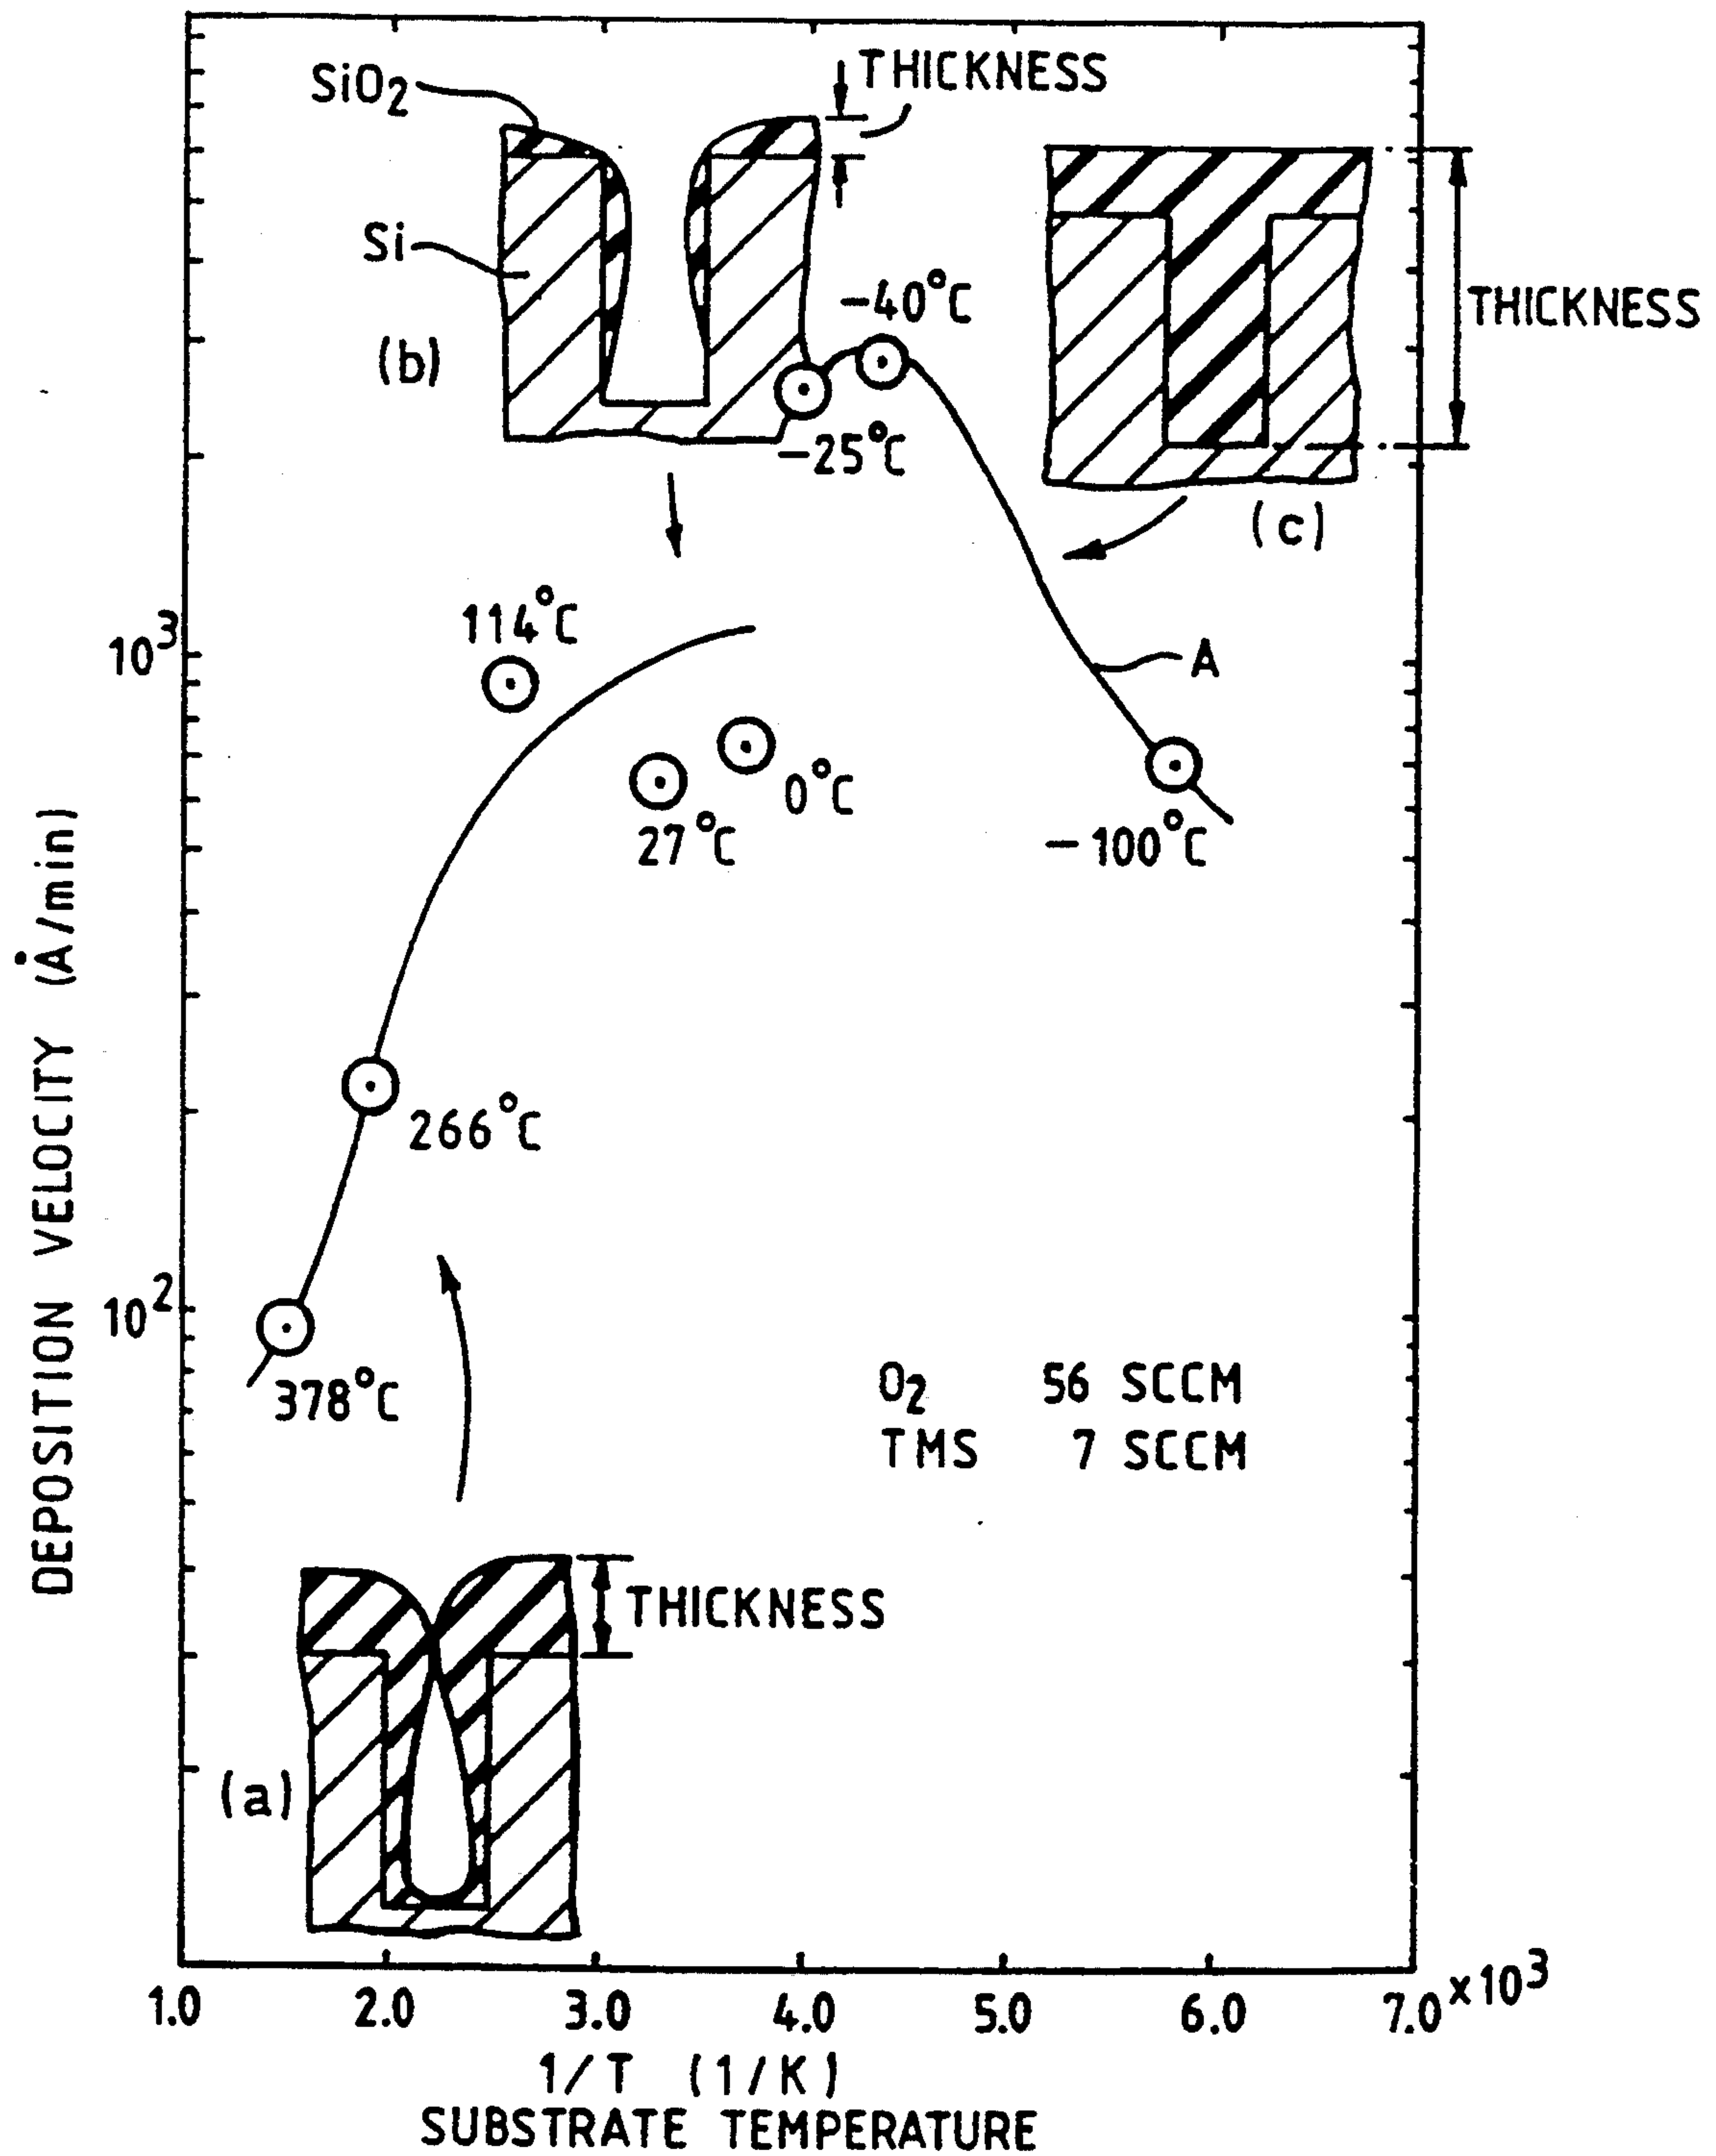 THICKNESS
SiO2
Si
(b)
-40°C
THICKNESS
-25°C
(c)
114°C
10^3
A
27°C
0°C
-100°C
DEPOSITION VELOCITY (Å/min)
266°C
10^2
378°C
O2 56 SCCM
TMS 7 SCCM
THICKNESS
(a)
1.0 2.0 3.0 4.0 5.0 6.0 7.0 ×10^3
1/T (1/K)
SUBSTRATE TEMPERATURE